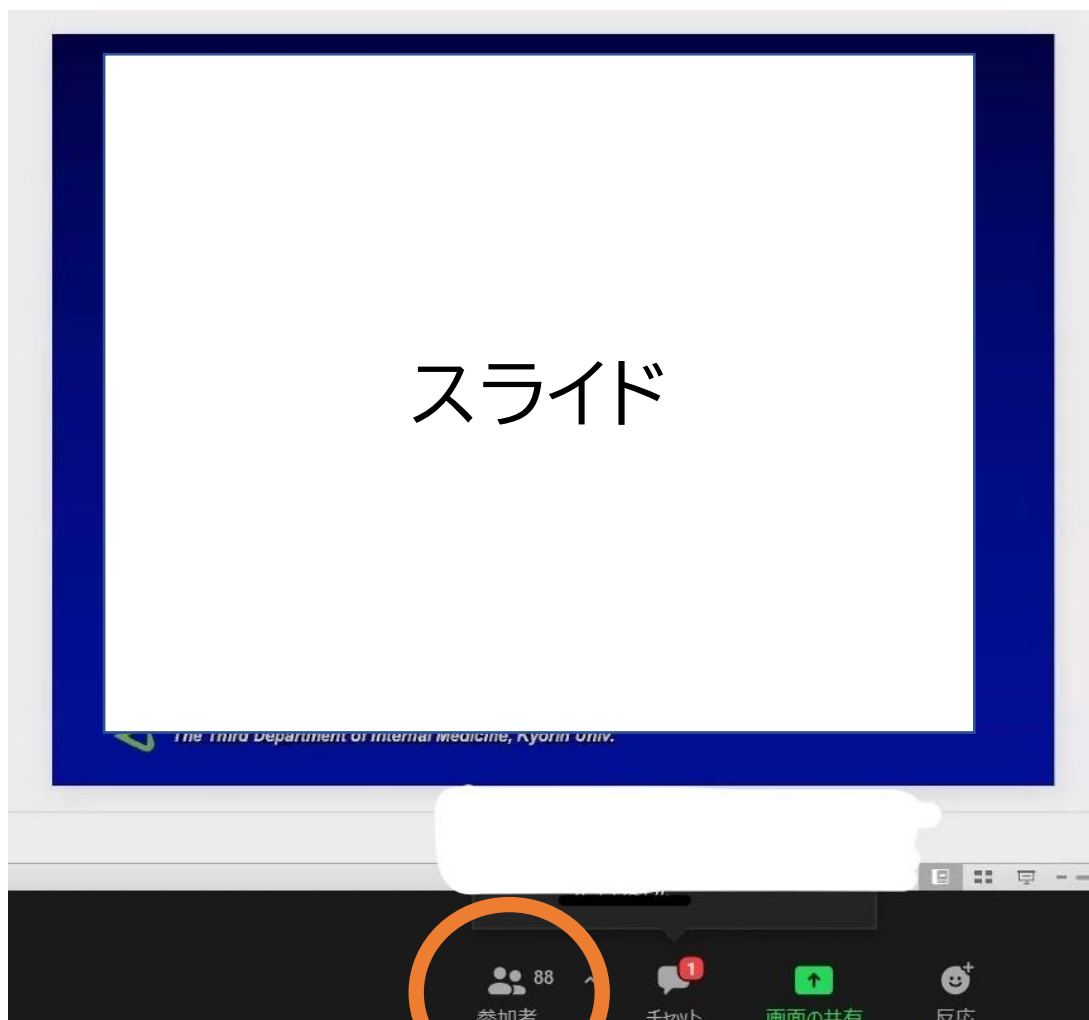 スライド
The Third Department of Internal Medicine, Kyorin Univ.
88
1
参加者
チャット
画面の共有
反応